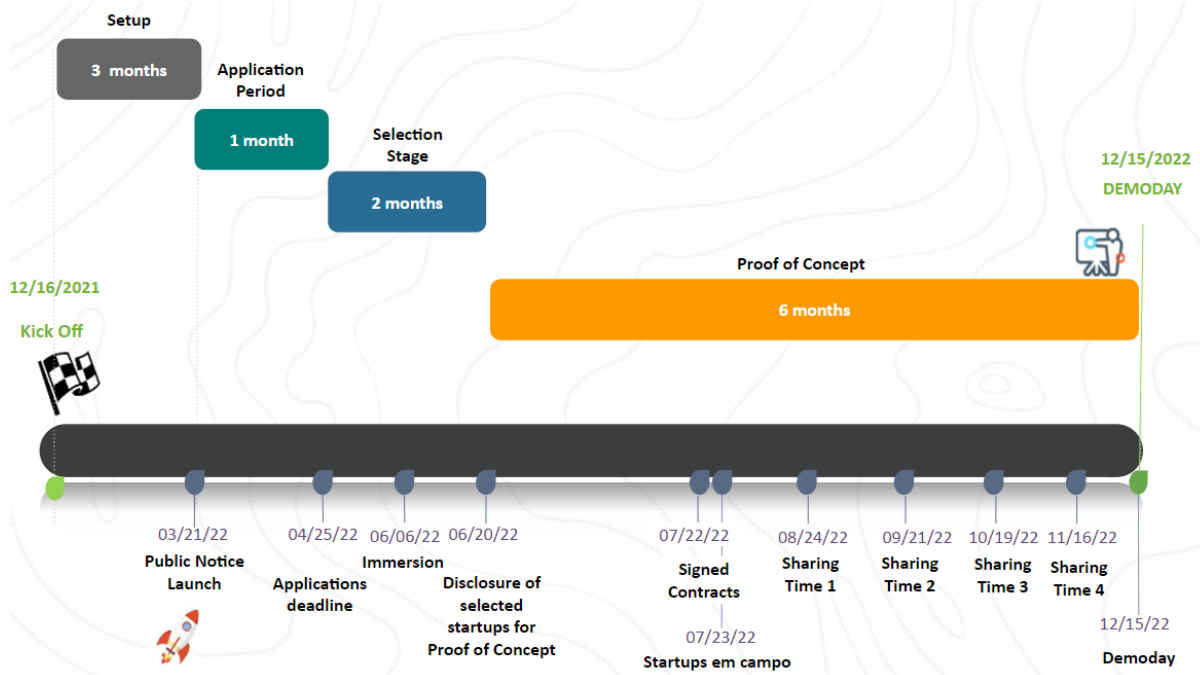 Setup
3 months
Application
Period
1 month
Selection
Stage
2 months
12/15/2022
DEMODAY
Proof of Concept
6 months
12/16/2021
Kick Off
03/21/22
Public Notice
Launch
04/25/22
Applications
deadline
06/06/22
Immersion
06/20/22
Disclosure of
selected
startups for
Proof of Concept
07/22/22
Signed
Contracts
07/23/22
Startups em campo
08/24/22
Sharing
Time 1
09/21/22
Sharing
Time 2
10/19/22
Sharing
Time 3
11/16/22
Sharing
Time 4
12/15/22
Demoday